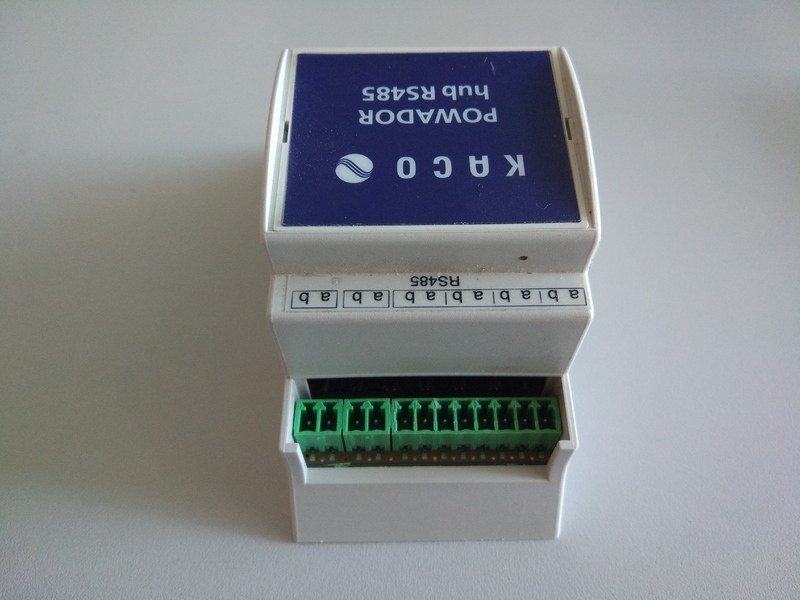 a b | a b | a b | a b a b a b
RS485
KACO
POWADOR
hub RS485